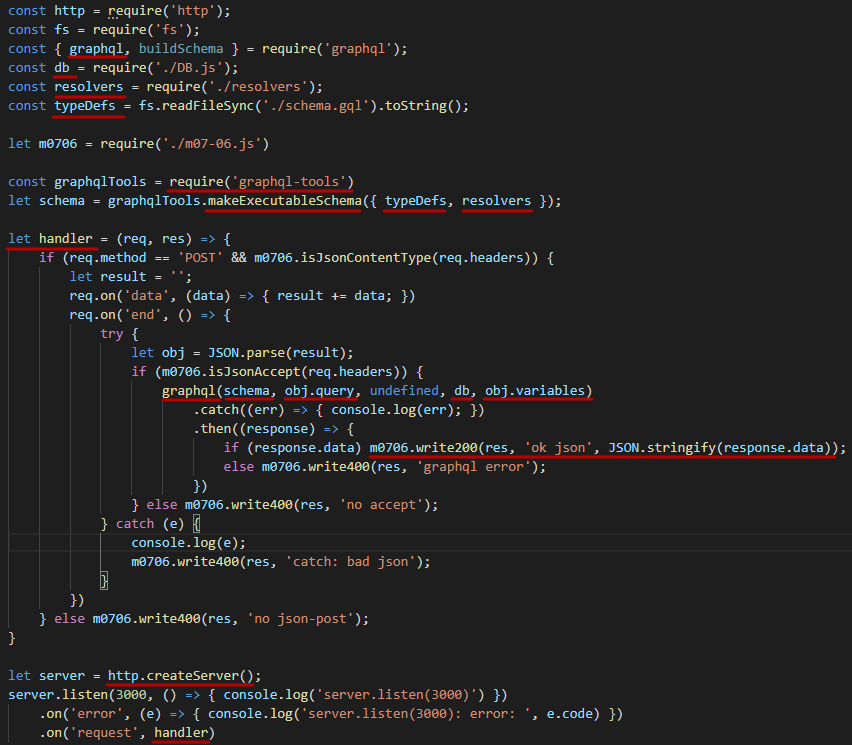 const http = require('http');
const fs = require('fs');
const { graphql, buildSchema } = require('graphql');
const db = require('./DB.js');
const resolvers = require('./resolvers');
const typeDefs = fs.readFileSync('./schema.gql').toString();

let m0706 = require('./m07-06.js')

const graphqlTools = require('graphql-tools')
let schema = graphqlTools.makeExecutableSchema({ typeDefs, resolvers });

let handler = (req, res) => {
    if (req.method == 'POST' && m0706.isJsonContentType(req.headers)) {
        let result = '';
        req.on('data', (data) => { result += data; })
        req.on('end', () => {
            try {
                let obj = JSON.parse(result);
                if (m0706.isJsonAccept(req.headers)) {
                    graphql(schema, obj.query, undefined, db, obj.variables)
                        .catch((err) => { console.log(err); })
                        .then((response) => {
                            if (response.data) m0706.write200(res, 'ok json', JSON.stringify(response.data));
                            else m0706.write400(res, 'graphql error');
                        })
                } else m0706.write400(res, 'no accept');
            } catch (e) {
                console.log(e);
                m0706.write400(res, 'catch: bad json');
            }
        })
    } else m0706.write400(res, 'no json-post');
}

let server = http.createServer();
server.listen(3000, () => { console.log('server.listen(3000)') })
    .on('error', (e) => { console.log('server.listen(3000): error: ', e.code) })
    .on('request', handler)